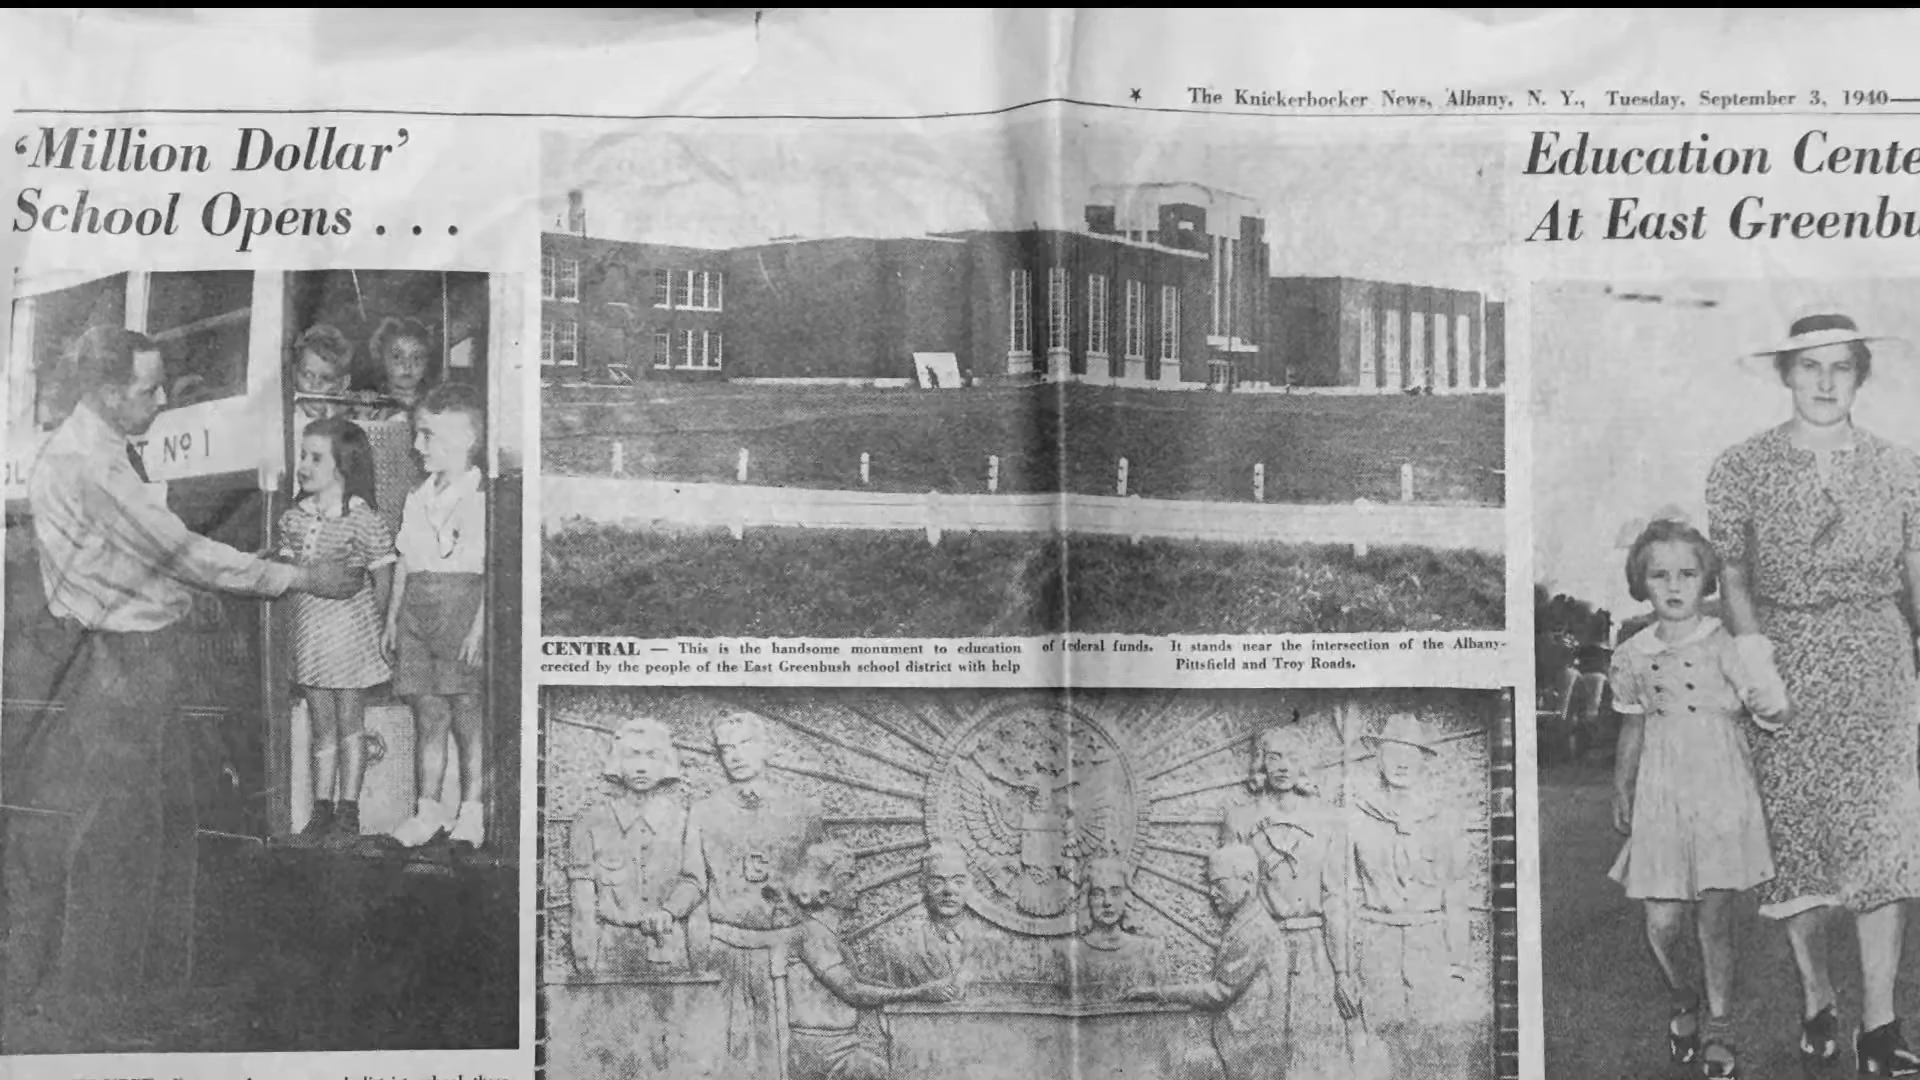 ★ The Knickerbocker News, Albany, N. Y., Tuesday, September 3, 1940—
‘Million Dollar’
School Opens . . .
Education Cente
At East Greenbu
T Nº 1
CENTRAL — This is the handsome monument to education
erected by the people of the East Greenbush school district with help
of federal funds. It stands near the intersection of the Albany-
Pittsfield and Troy Roads.
C